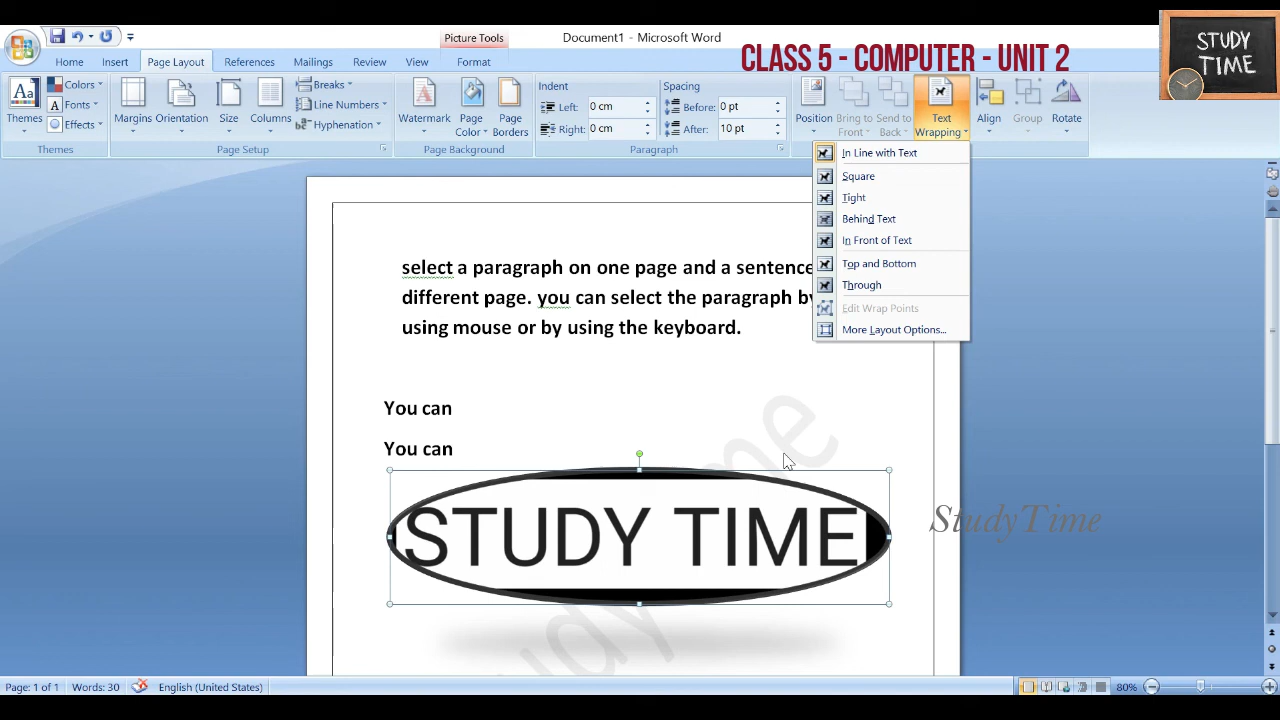 Picture Tools
Document1 - Microsoft Word
STUDY
TIME
CLASS 5 - COMPUTER - UNIT 2
Home Insert Page Layout References Mailings Review View Format
Themes
Colors
Fonts
Effects
Themes
Margins
Orientation
Size
Columns
Breaks
Line Numbers
Hyphenation
Page Setup
Watermark
Page Color
Page Borders
Page Background
Indent
Left: 0 cm
Right: 0 cm
Spacing
Before: 0 pt
After: 10 pt
Paragraph
Position
Bring to Front
Send to Back
Text Wrapping
Align
Group
Rotate
In Line with Text
Square
Tight
Behind Text
In Front of Text
Top and Bottom
Through
Edit Wrap Points
More Layout Options...
select a paragraph on one page and a sentence
different page. you can select the paragraph by
using mouse or by using the keyboard.
You can
You can
STUDY TIME
StudyTime
udy me
Page: 1 of 1 Words: 30 English (United States) 80%